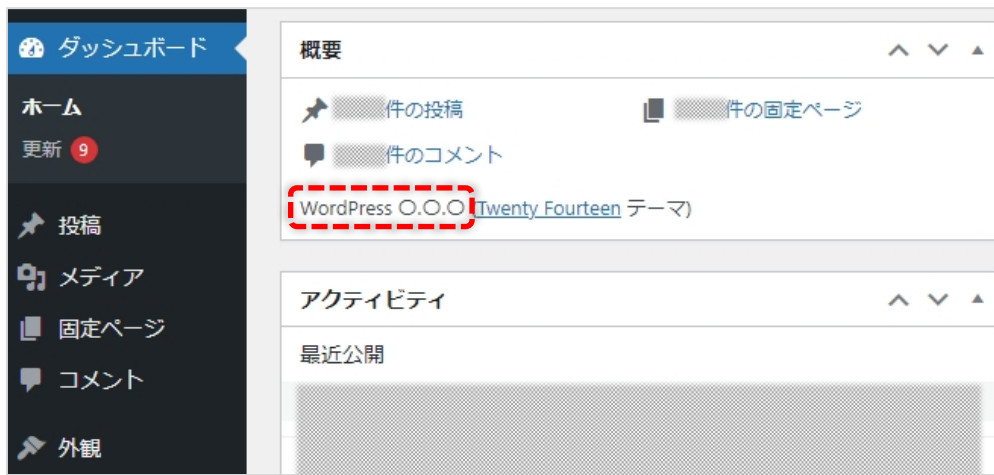 ダッシュボード
ホーム
更新 9
投稿
メディア
固定ページ
コメント
外観
概要
件の投稿
件の固定ページ
件のコメント
WordPress 〇.〇.〇 (Twenty Fourteen テーマ)
アクティビティ
最近公開